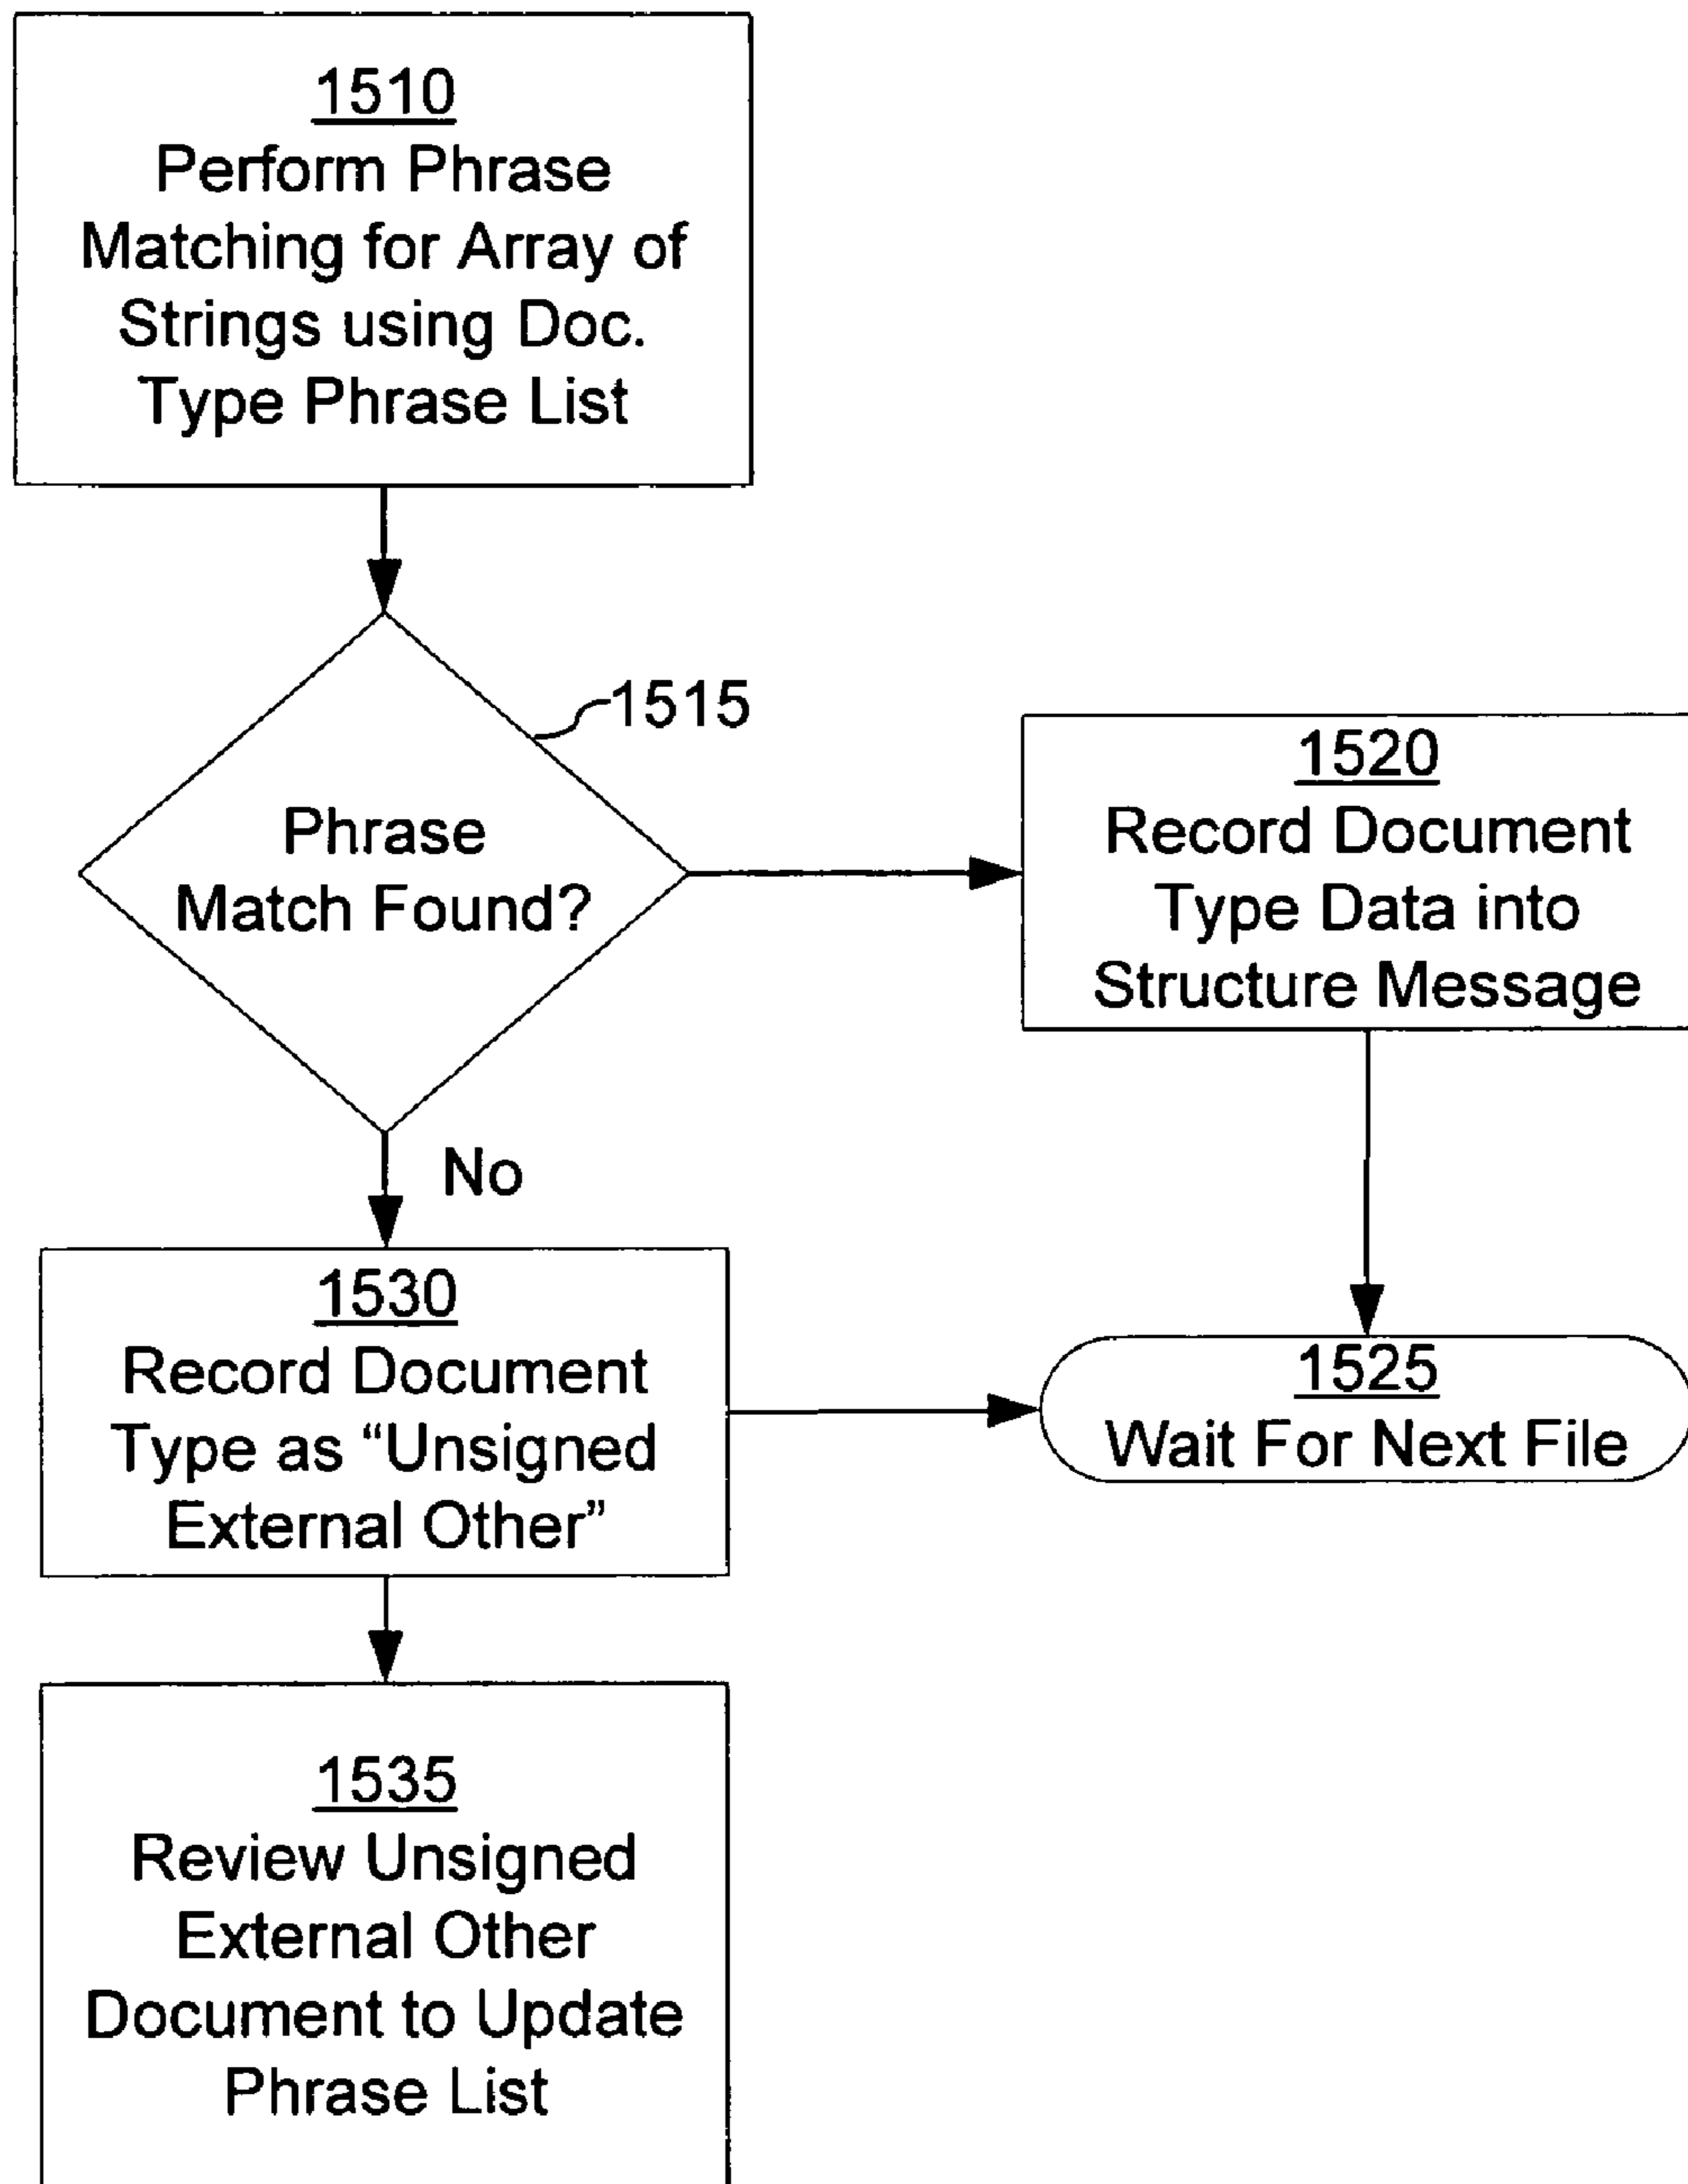 1510
Perform Phrase
Matching for Array of
Strings using Doc.
Type Phrase List
1515
Phrase
Match Found?
1520
Record Document
Type Data into
Structure Message
No
1530
Record Document
Type as “Unsigned
External Other”
1525
Wait For Next File
1535
Review Unsigned
External Other
Document to Update
Phrase List